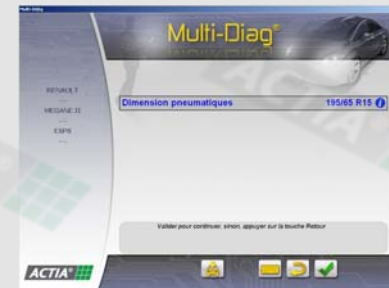 Multi-Diag
Multi-Diag®
RENAULT
---
MEGANE II
---
ESP8
---
Dimension pneumatiques 195/65 R15
Valider pour continuer, sinon, appuyer sur la touche Retour
ACTIA®